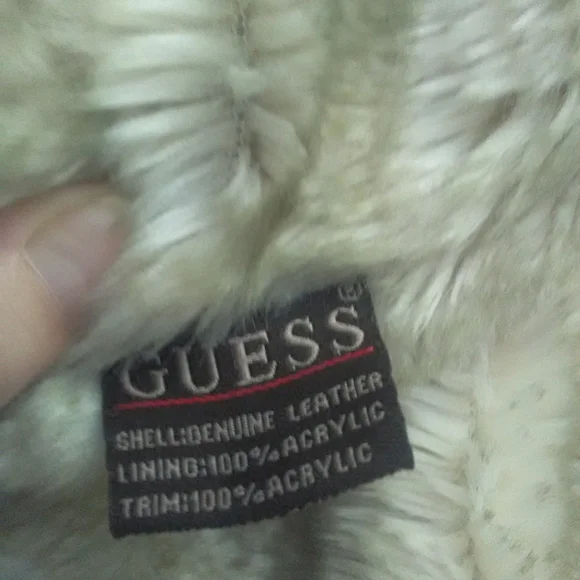 GUESS®
SHELL:GENUINE LEATHER
LINING:100% ACRYLIC
TRIM:100% ACRYLIC